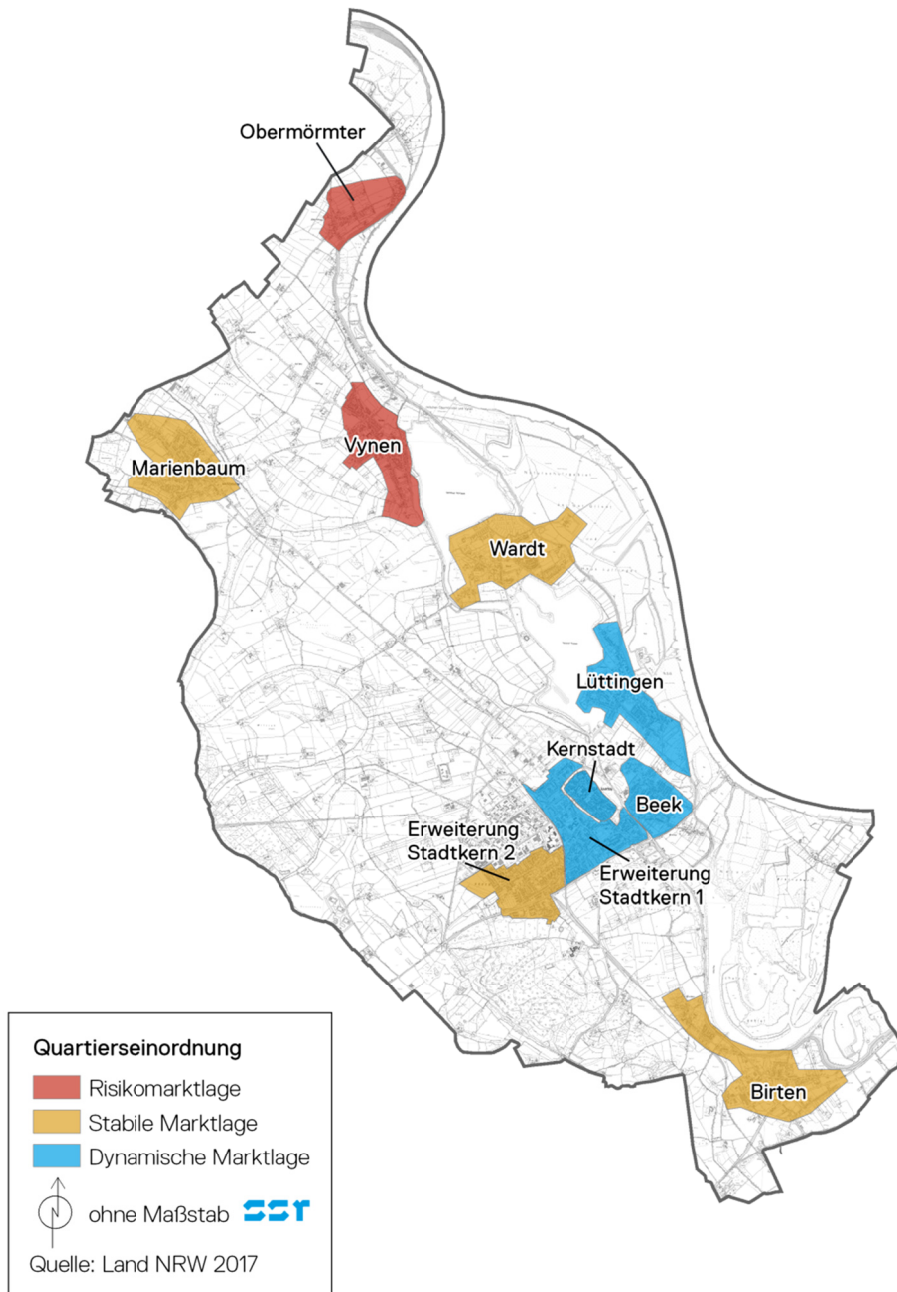 Obermörmter
Vynen
Marienbaum
Wardt
Lüttingen
Kernstadt
Beek
Erweiterung
Stadtkern 2
Erweiterung
Stadtkern 1
Birten
Quartierseinordnung
Risikomarktlage
Stabile Marktlage
Dynamische Marktlage
N
ohne Maßstab ssr
Quelle: Land NRW 2017